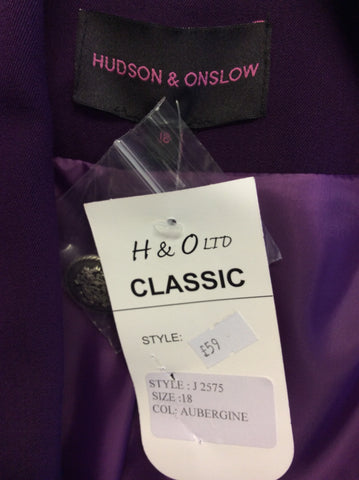 HUDSON & ONSLOW
18
H & O LTD
CLASSIC
STYLE:
£59
STYLE : J 2575
SIZE :18
COL: AUBERGINE